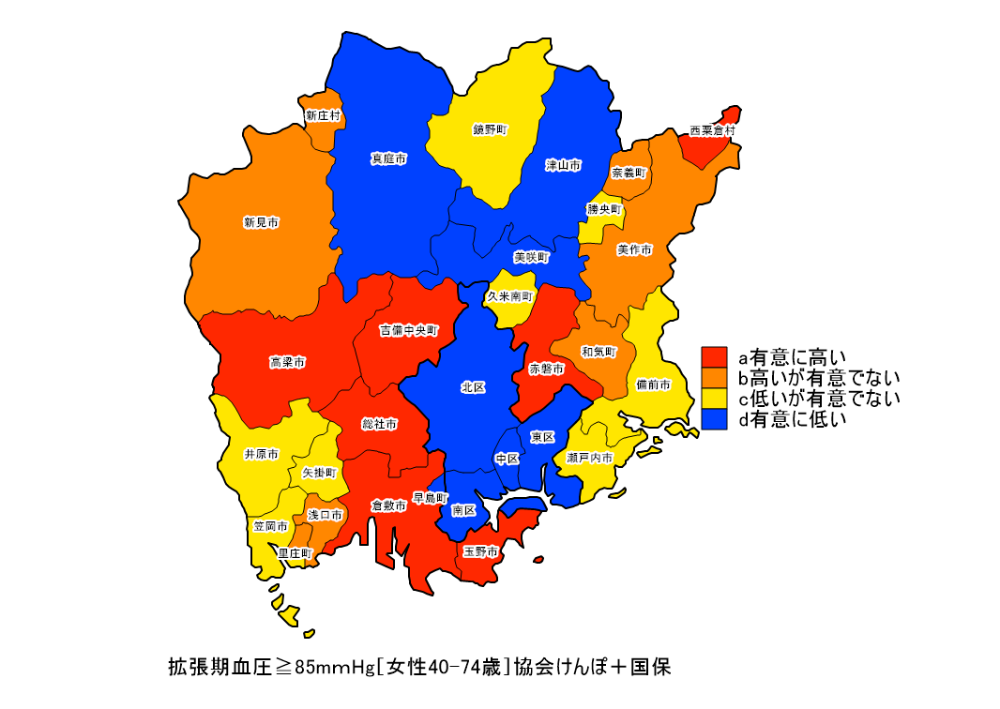 新庄村
鏡野町
西粟倉村
真庭市
津山市
奈義町
勝央町
新見市
美作市
美咲町
久米南町
吉備中央町
高梁市
和気町
赤磐市
備前市
北区
総社市
東区
井原市
中区
瀬戸内市
矢掛町
早島町
倉敷市
南区
浅口市
笠岡市
里庄町
玉野市
a有意に高い
b高いが有意でない
c低いが有意でない
d有意に低い
拡張期血圧≧85mmHg[女性40-74歳]協会けんぽ＋国保